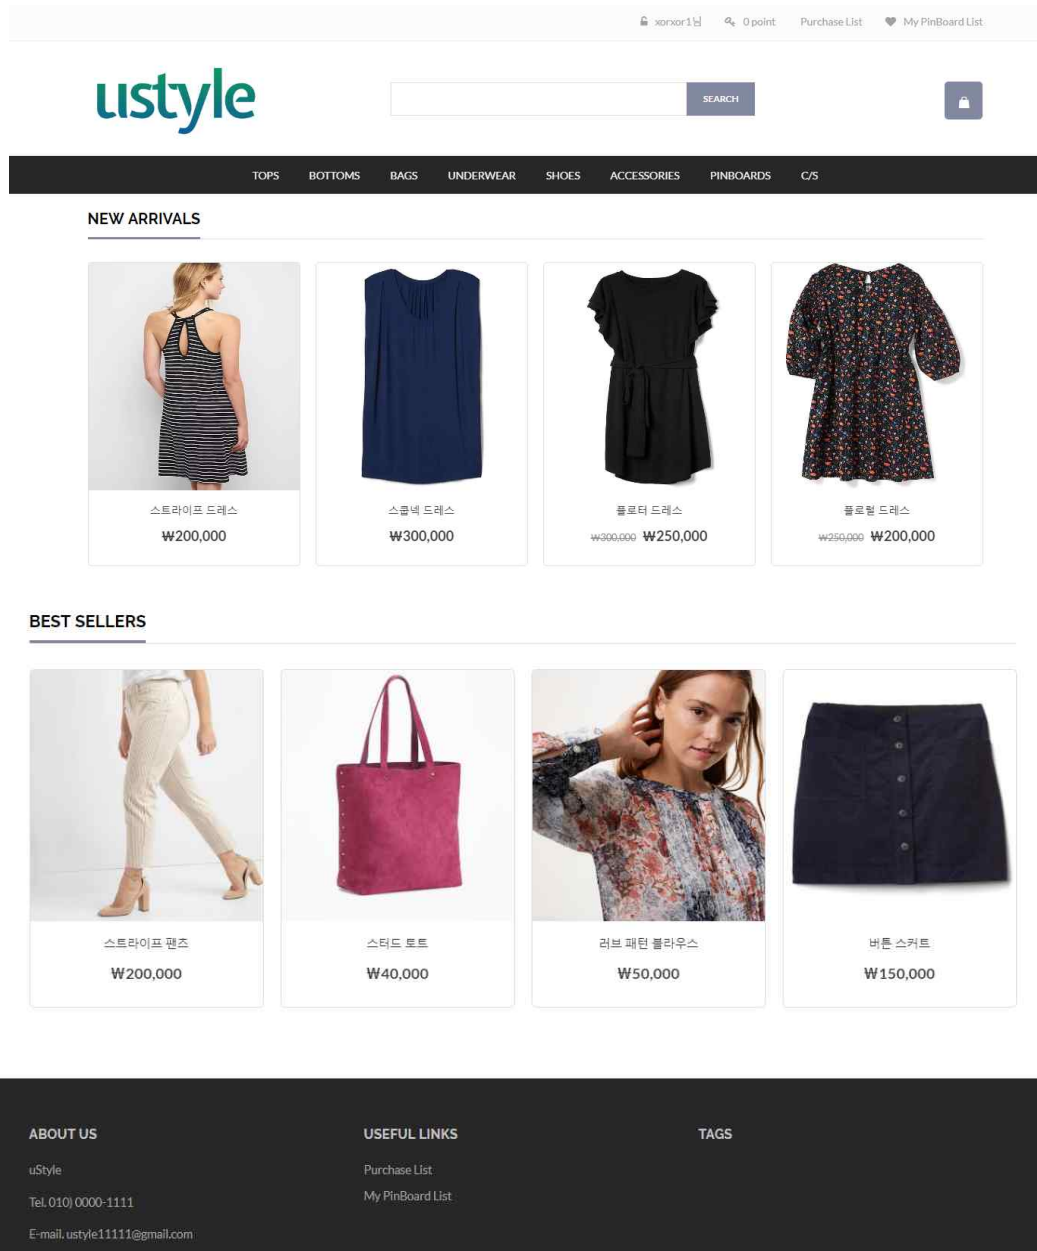 xorxor1님 0 point Purchase List My PinBoard List
ustyle
SEARCH
TOPS BOTTOMS BAGS UNDERWEAR SHOES ACCESSORIES PINBOARDS C/S
NEW ARRIVALS
스트라이프 드레스
₩200,000
스쿱넥 드레스
₩300,000
플로터 드레스
₩300,000 ₩250,000
플로럴 드레스
₩250,000 ₩200,000
BEST SELLERS
스트라이프 팬츠
₩200,000
스터드 토트
₩40,000
러브 패턴 블라우스
₩50,000
버튼 스커트
₩150,000
ABOUT US
uStyle
Tel. 010) 0000-1111
E-mail. ustyle11111@gmail.com
USEFUL LINKS
Purchase List
My PinBoard List
TAGS